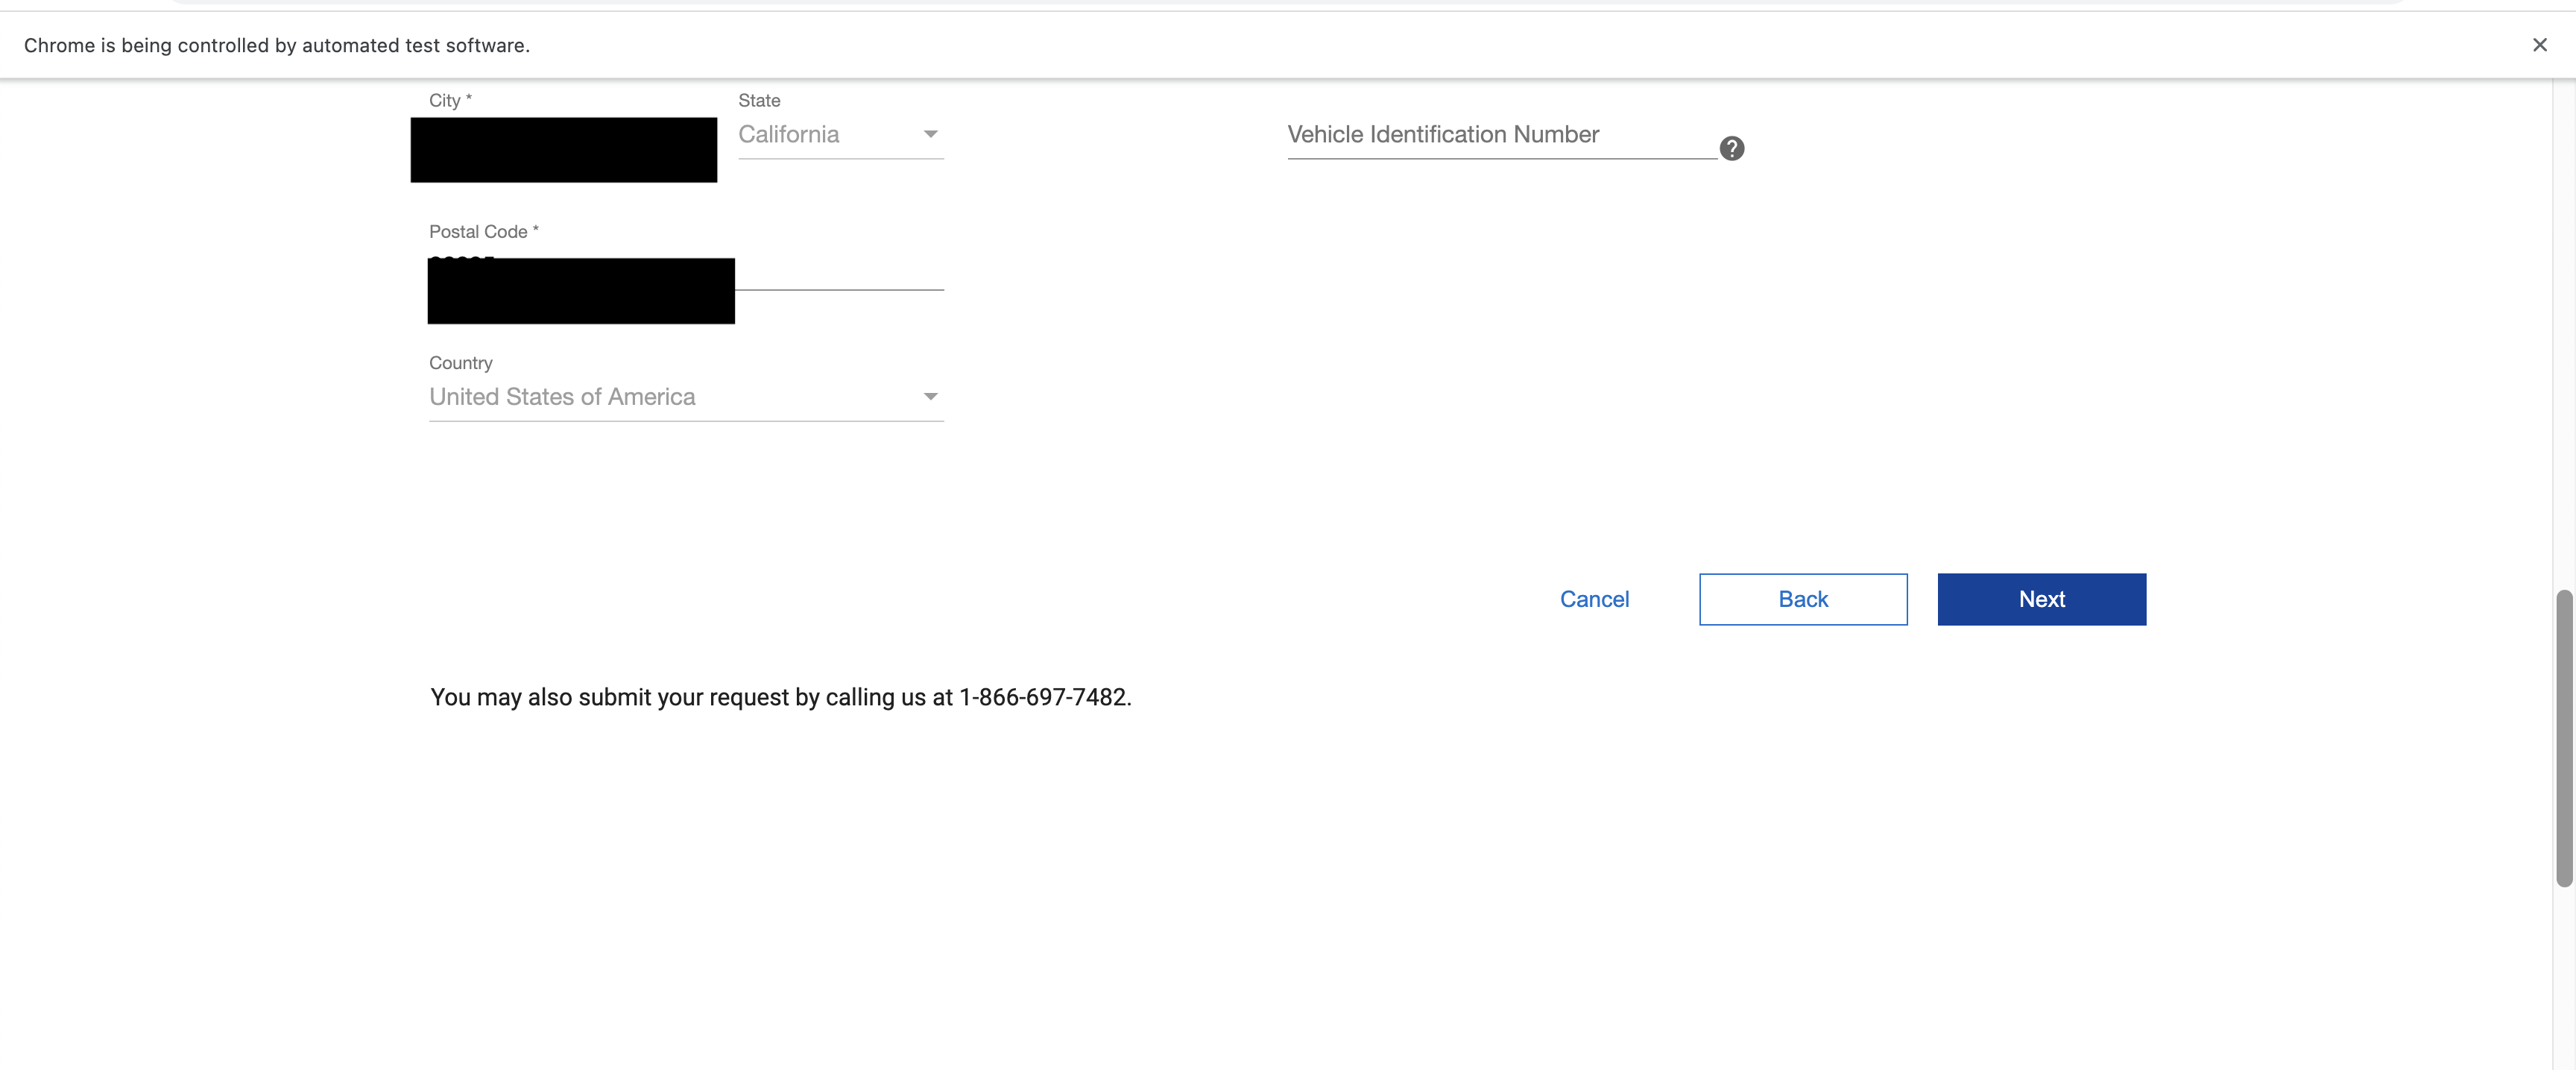 Chrome is being controlled by automated test software.
City *
State
California
Vehicle Identification Number
?
Postal Code *
Country
United States of America
Cancel
Back
Next
You may also submit your request by calling us at 1-866-697-7482.